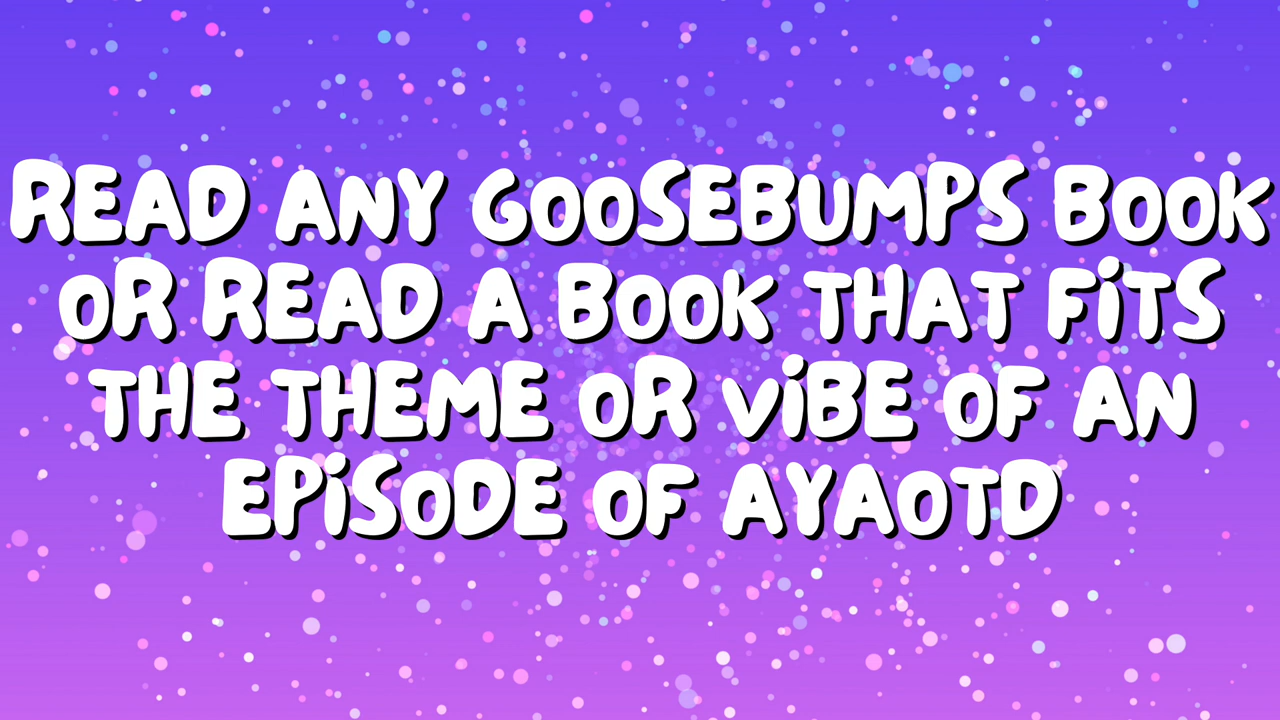 READ ANY GOOSEBUMPS BOOK
OR READ A BOOK THAT FITS
THE THEME OR VIBE OF AN
EPISODE OF AYAOTD